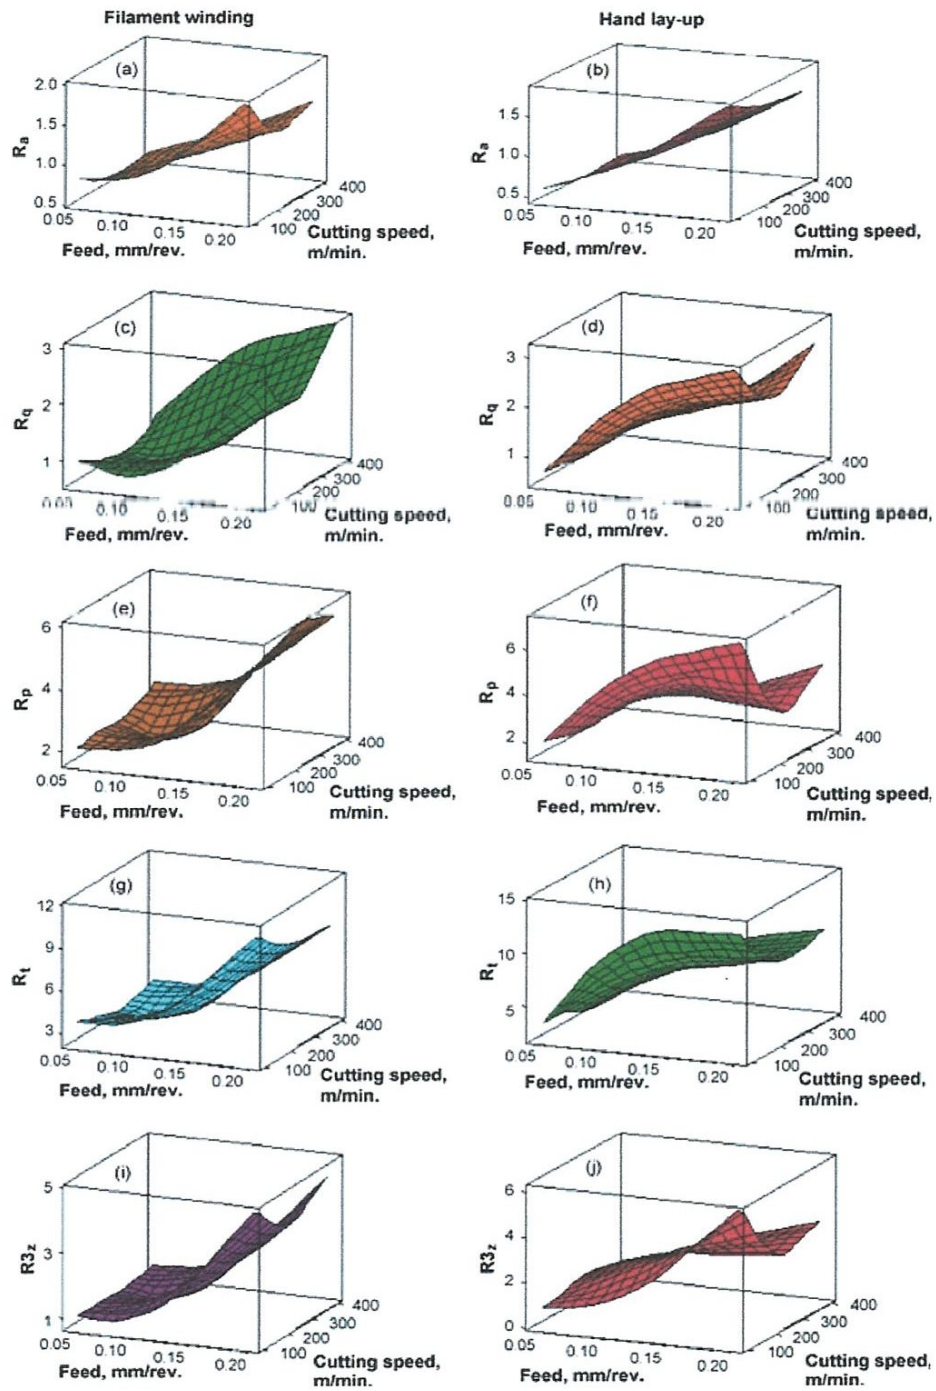 Filament winding
Hand lay-up
(a)
2.0
1.5
1.0
0.5
Ra
0.05
0.10
0.15
0.20
Feed, mm/rev.
100
200
300
400
Cutting speed,
m/min.
(b)
1.5
1.0
0.5
Ra
0.05
0.10
0.15
0.20
Feed, mm/rev.
100
200
300
400
Cutting speed,
m/min.
(c)
3
2
1
Rq
0.10
0.15
0.20
Feed, mm/rev.
100
200
300
400
Cutting speed,
m/min.
(d)
3
2
1
Rq
0.05
0.10
0.15
0.20
Feed, mm/rev.
100
200
300
400
Cutting speed,
m/min.
(e)
6
4
2
Rp
0.05
0.10
0.15
0.20
Feed, mm/rev.
100
200
300
400
Cutting speed,
m/min.
(f)
6
4
2
Rp
0.05
0.10
0.15
0.20
Feed, mm/rev.
100
200
300
400
Cutting speed,
m/min.
(g)
12
9
6
3
Rt
0.05
0.10
0.15
0.20
Feed, mm/rev.
100
200
300
400
Cutting speed,
m/min.
(h)
15
10
5
Rt
0.05
0.10
0.15
0.20
Feed, mm/rev.
100
200
300
400
Cutting speed,
m/min.
(i)
5
3
1
R3z
0.05
0.10
0.15
0.20
Feed, mm/rev.
100
200
300
400
Cutting speed,
m/min.
(j)
6
4
2
0
R3z
0.05
0.10
0.15
0.20
Feed, mm/rev.
100
200
300
400
Cutting speed,
m/min.